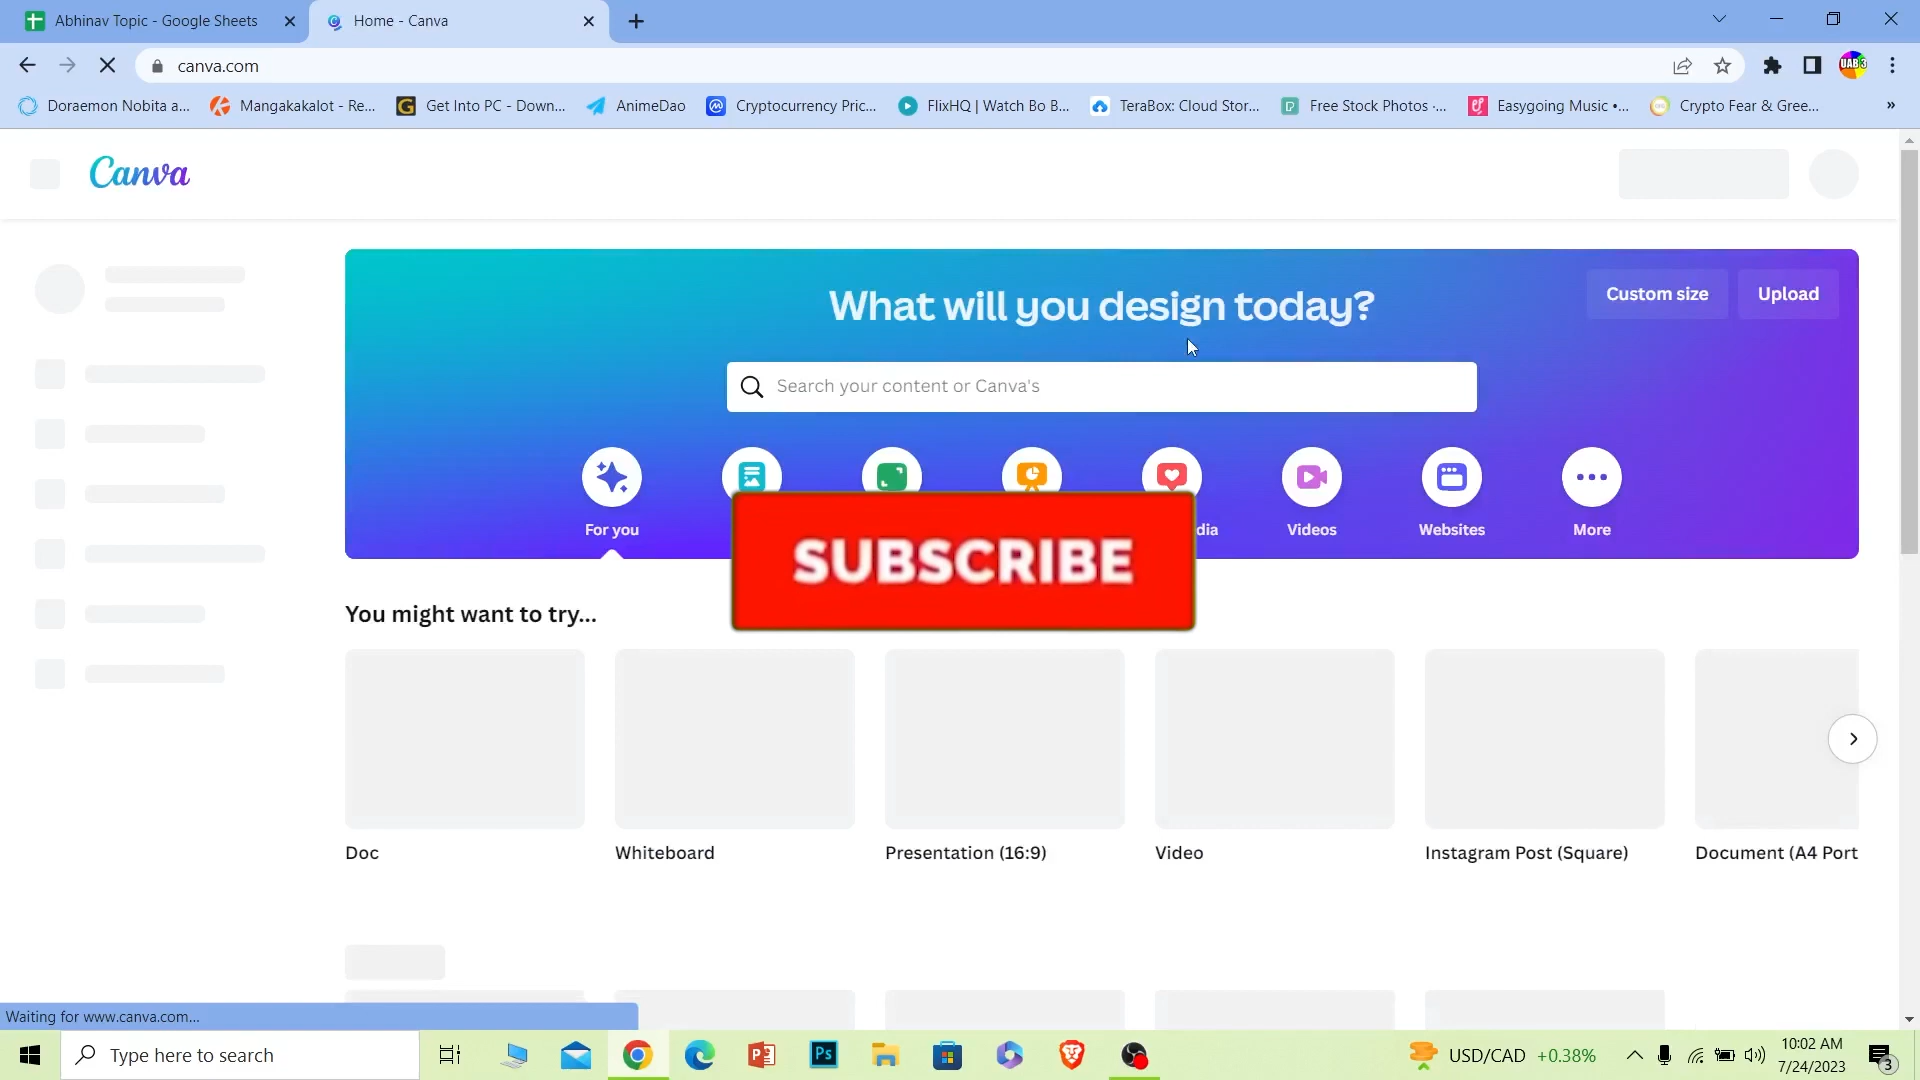 Abhinav Topic - Google Sheets
Home - Canva
canva.com
UAB 3
Doraemon Nobita a...
Mangakakalot - Re...
Get Into PC - Down...
AnimeDao
Cryptocurrency Pric...
FlixHQ | Watch Bo B...
TeraBox: Cloud Stor...
Free Stock Photos ·...
Easygoing Music •...
Crypto Fear & Gree...
»
Canva
What will you design today?
Custom size
Upload
Search your content or Canva's
For you
dia
Videos
Websites
More
SUBSCRIBE
You might want to try...
Doc
Whiteboard
Presentation (16:9)
Video
Instagram Post (Square)
Document (A4 Port
Waiting for www.canva.com...
Type here to search
Ps
USD/CAD +0.38%
10:02 AM
7/24/2023
3